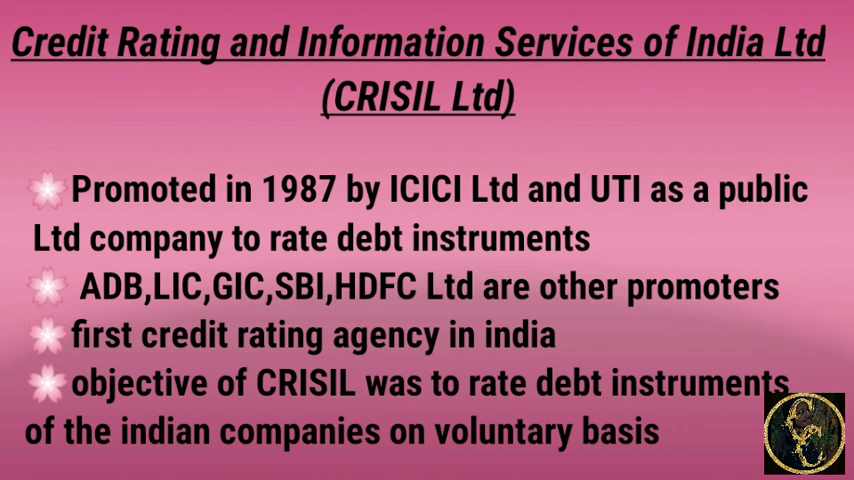 Credit Rating and Information Services of India Ltd
(CRISIL Ltd)
Promoted in 1987 by ICICI Ltd and UTI as a public
Ltd company to rate debt instruments
ADB,LIC,GIC,SBI,HDFC Ltd are other promoters
first credit rating agency in india
objective of CRISIL was to rate debt instruments
of the indian companies on voluntary basis